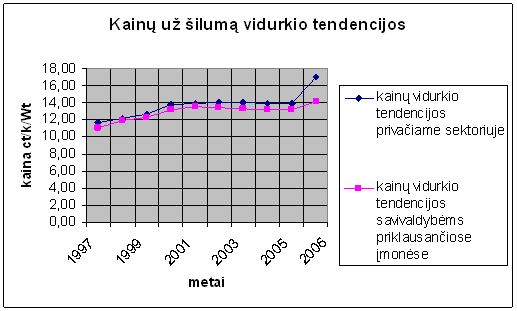 Kainų už šilumą vidurkio tendencijos
kaina ct/k/Wt
18,00
16,00
14,00
12,00
10,00
8,00
6,00
4,00
2,00
0,00
1997
1999
2001
2003
2005
2006
metai
kainų vidurkio
tendencijos
privačiame sektoriuje
kainų vidurkio
tendencijos
savivaldybėms
priklausančiose
įmonėse